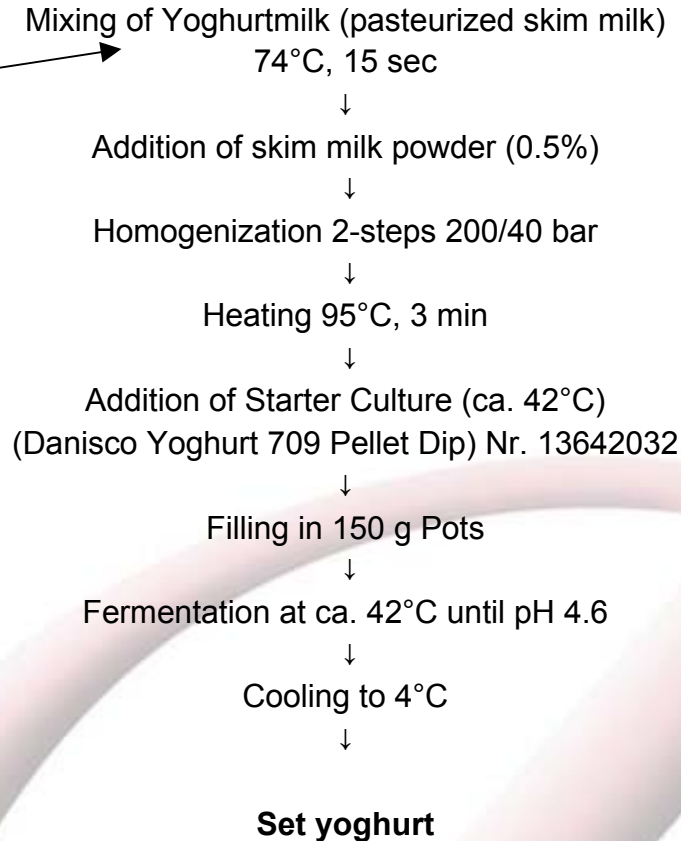 Mixing of Yoghurtmilk (pasteurized skim milk)
74°C, 15 sec
↓
Addition of skim milk powder (0.5%)
↓
Homogenization 2-steps 200/40 bar
↓
Heating 95°C, 3 min
↓
Addition of Starter Culture (ca. 42°C)
(Danisco Yoghurt 709 Pellet Dip) Nr. 13642032
↓
Filling in 150 g Pots
↓
Fermentation at ca. 42°C until pH 4.6
↓
Cooling to 4°C
↓
Set yoghurt